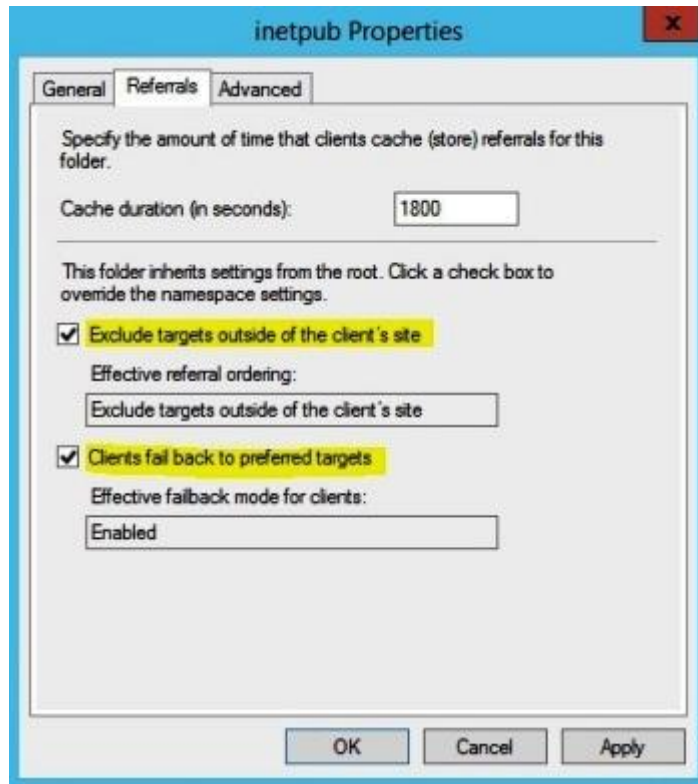 inetpub Properties
x
General Referrals Advanced
Specify the amount of time that clients cache (store) referrals for this
folder.
Cache duration (in seconds): 1800
This folder inherits settings from the root. Click a check box to
override the namespace settings.
Exclude targets outside of the client's site
Effective referral ordering:
Exclude targets outside of the client's site
Clients fail back to preferred targets
Effective failback mode for clients:
Enabled
OK Cancel Apply